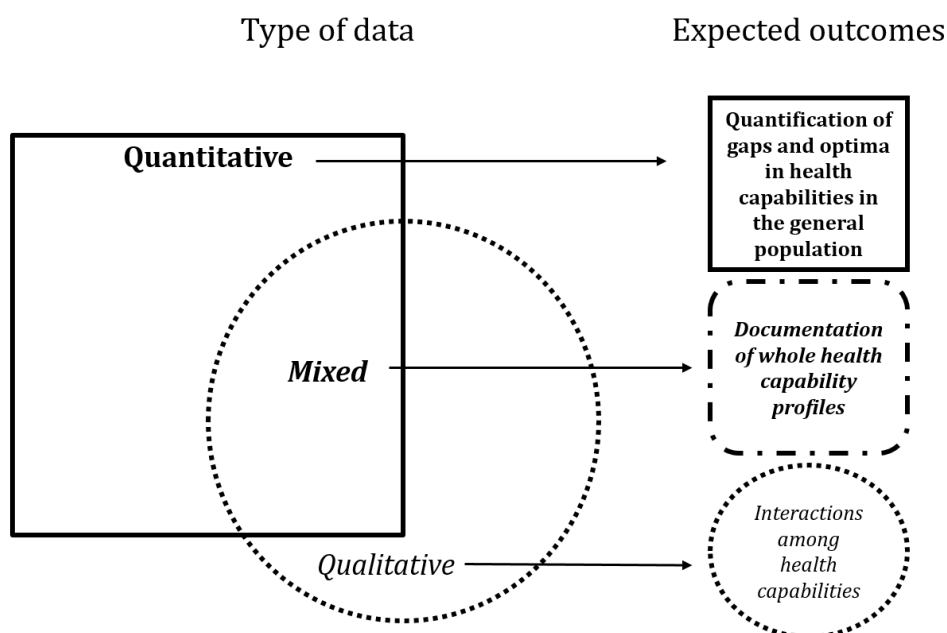 Type of data
Expected outcomes
Quantitative
Quantification of
gaps and optima
in health
capabilities in
the general
population
Mixed
Documentation
of whole health
capability
profiles
Qualitative
Interactions
among
health
capabilities